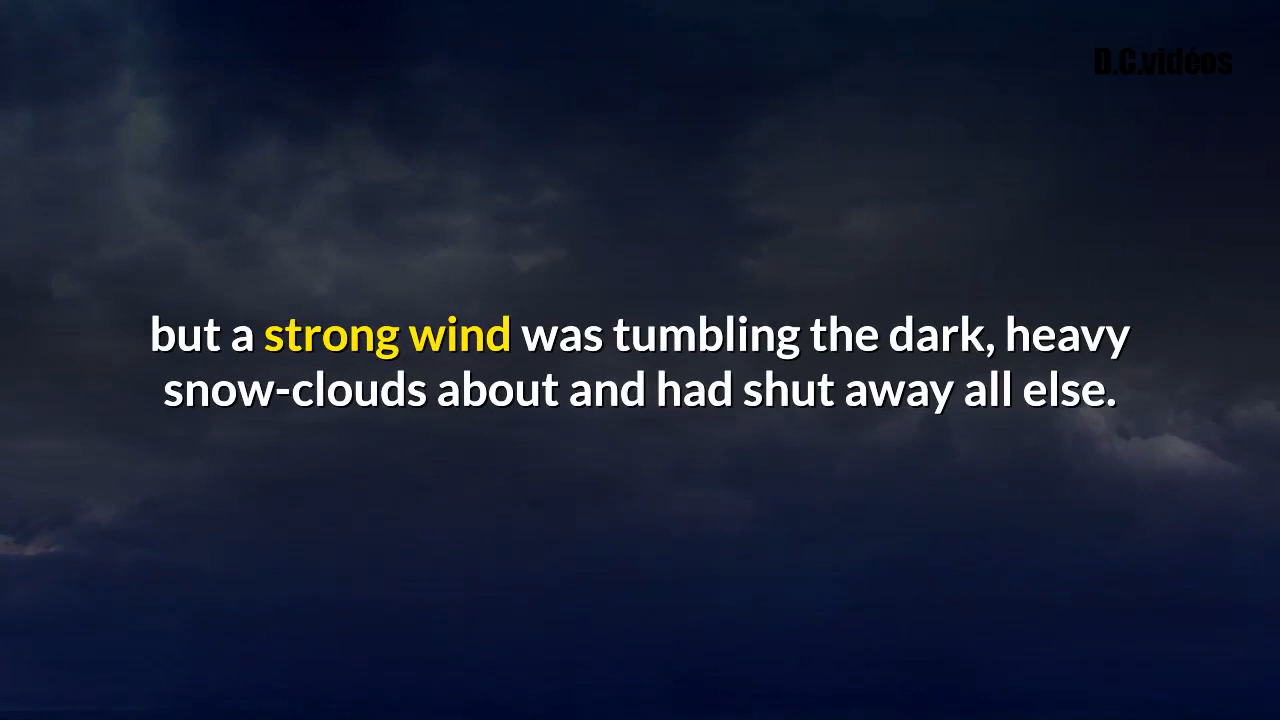 D.C.vidéos
but a strong wind was tumbling the dark, heavy
snow-clouds about and had shut away all else.